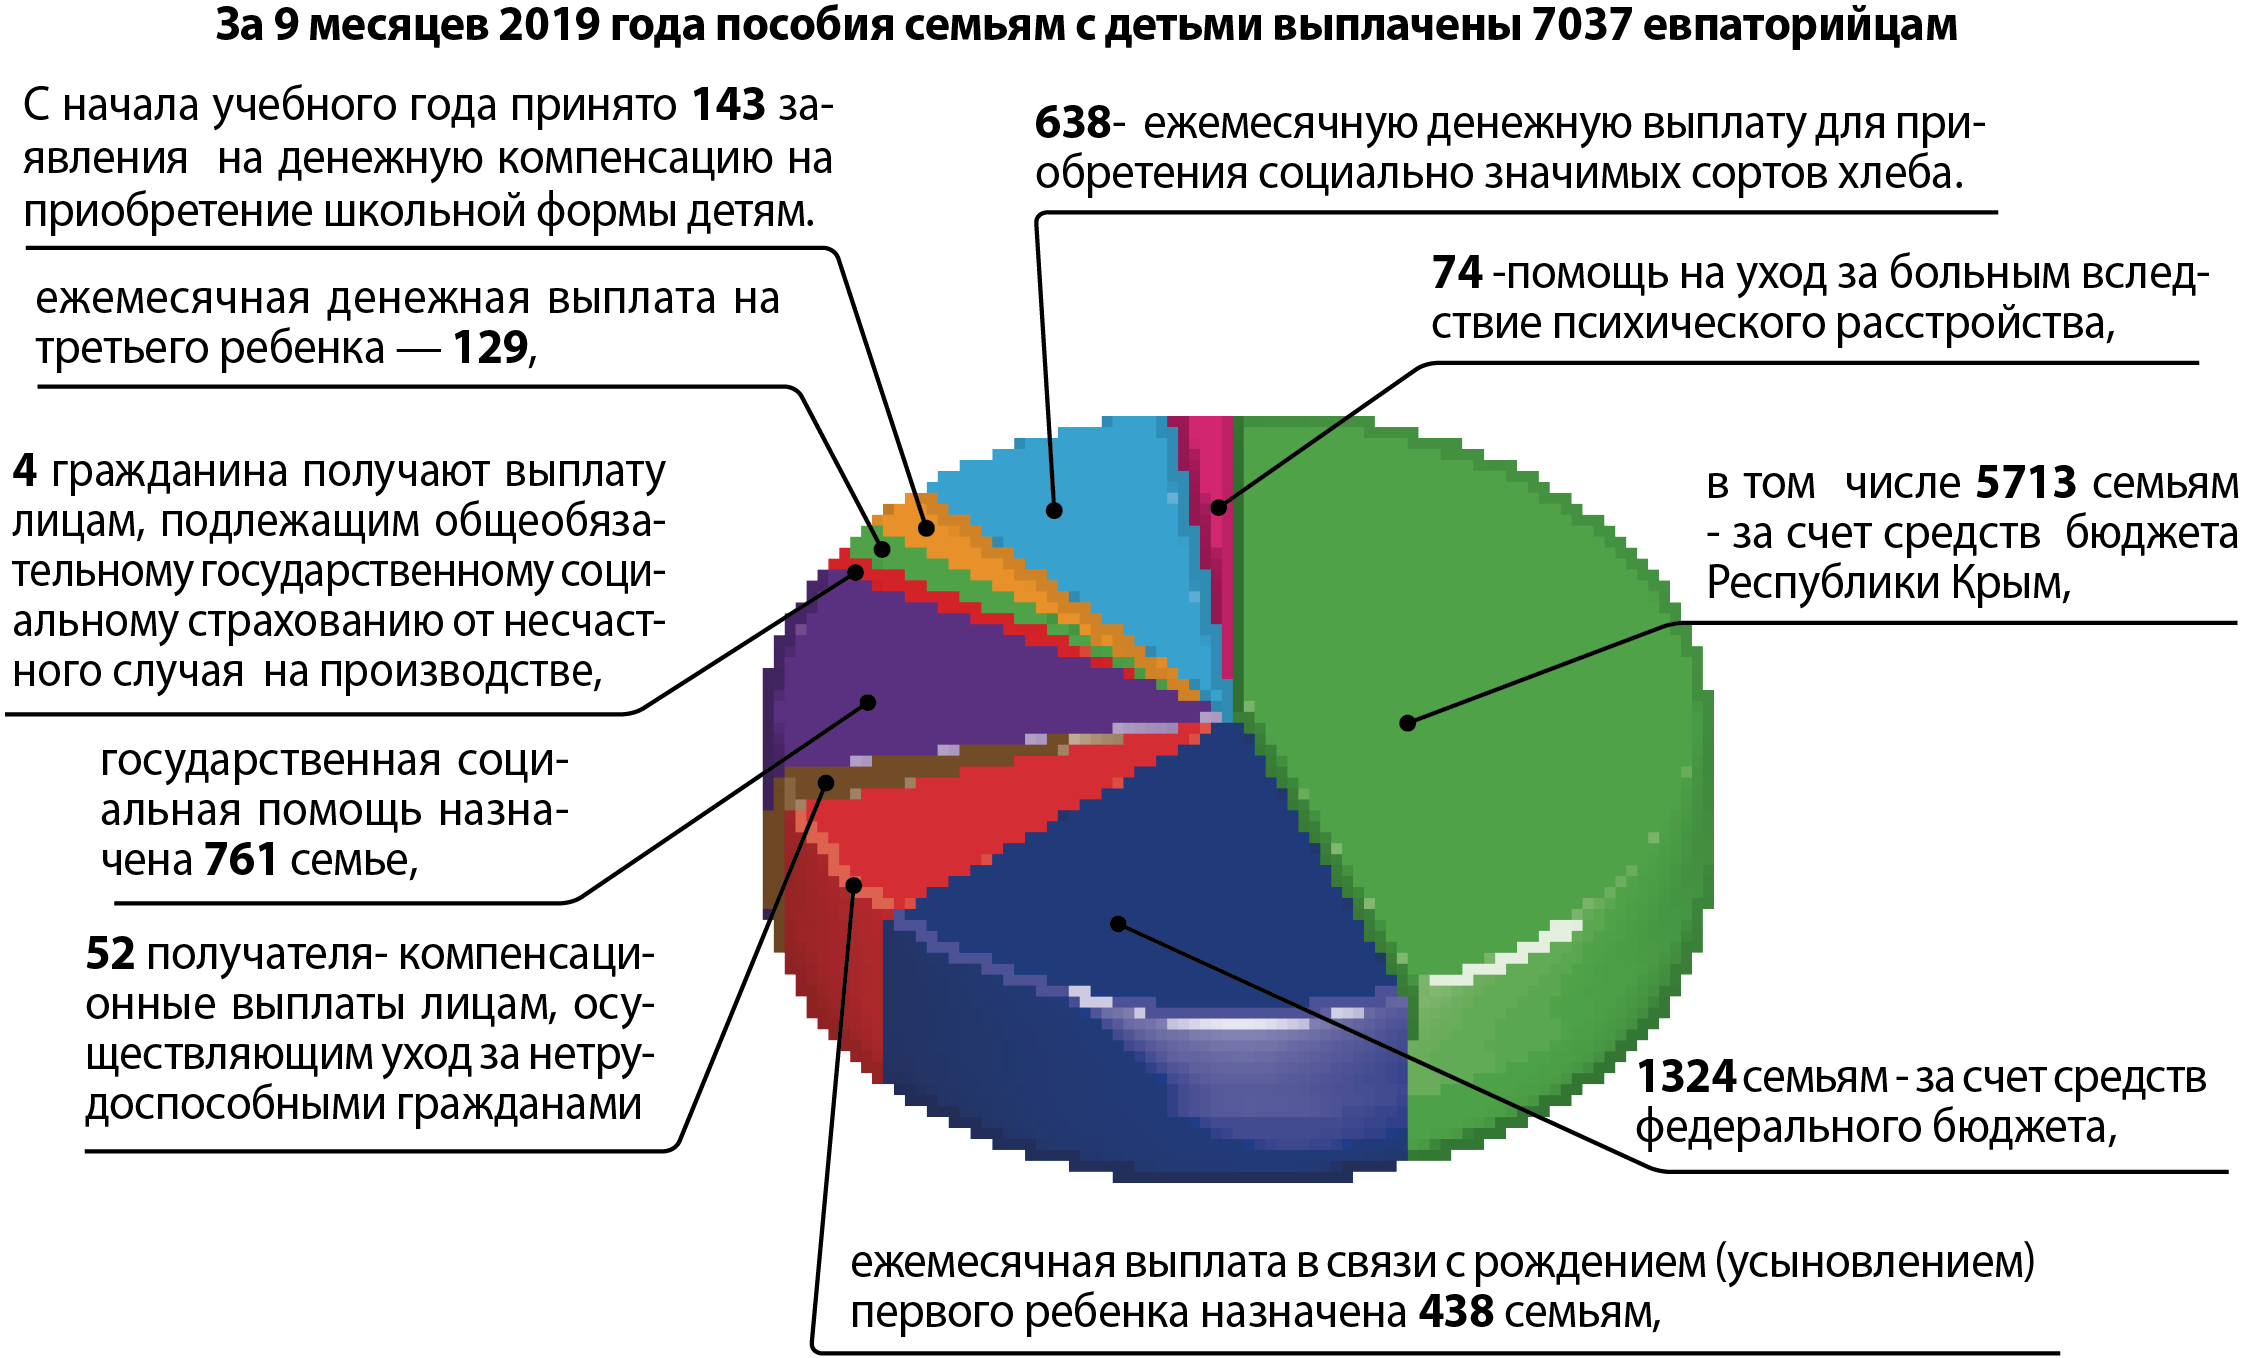 За 9 месяцев 2019 года пособия семьям с детьми выплачены 7037 евпаторийцам
С начала учебного года принято 143 за-
явления на денежную компенсацию на
приобретение школьной формы детям.
ежемесячная денежная выплата на
третьего ребенка — 129,
4 гражданина получают выплату
лицам, подлежащим общеобяза-
тельному государственному соци-
альному страхованию от несчаст-
ного случая на производстве,
государственная соци-
альная помощь назна-
чена 761 семье,
52 получателя- компенсаци-
онные выплаты лицам, осу-
ществляющим уход за нетру-
доспособными гражданами
638- ежемесячную денежную выплату для при-
обретения социально значимых сортов хлеба.
74 -помощь на уход за больным вслед-
ствие психического расстройства,
в том числе 5713 семьям
- за счет средств бюджета
Республики Крым,
1324 семьям - за счет средств
федерального бюджета,
ежемесячная выплата в связи с рождением (усыновлением)
первого ребенка назначена 438 семьям,